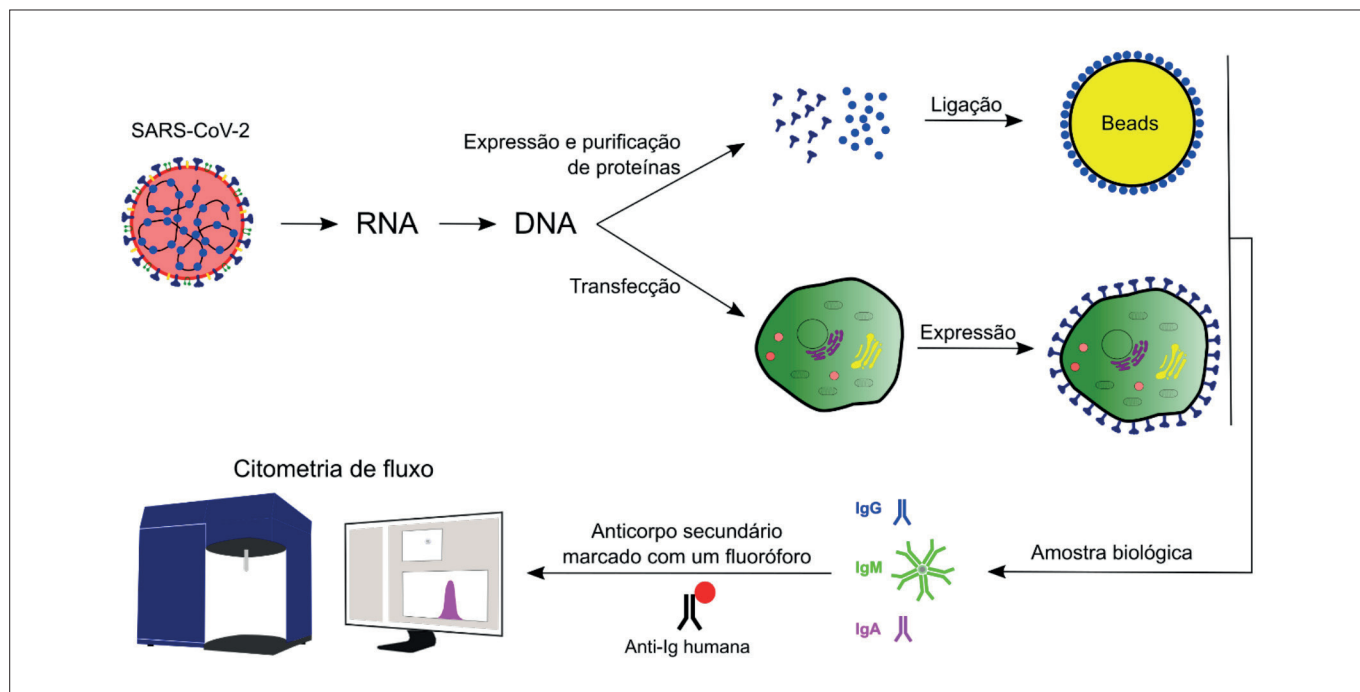 SARS-CoV-2
RNA
DNA
Expressão e purificação
de proteínas
Ligação
Beads
Transfecção
Expressão
Citometria de fluxo
Anticorpo secundário
marcado com um fluoróforo
Anti-Ig humana
IgG
IgM
IgA
Amostra biológica